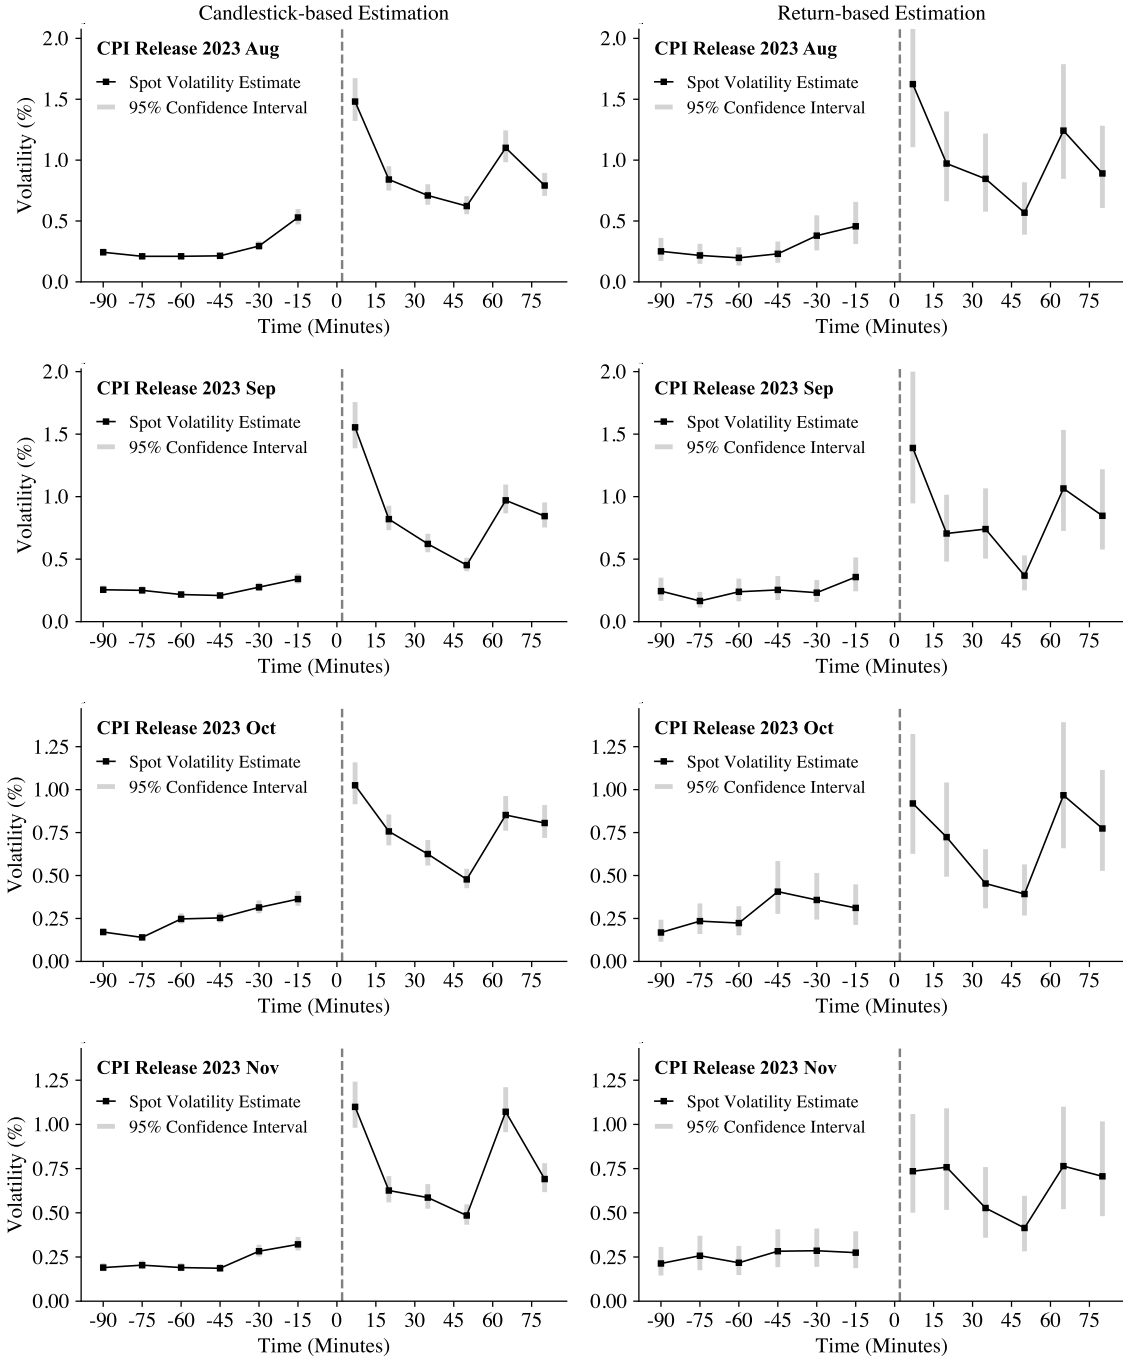 Candlestick-based Estimation
Return-based Estimation
CPI Release 2023 Aug
Spot Volatility Estimate
95% Confidence Interval
Volatility (%)
2.0
1.5
1.0
0.5
0.0
-90 -75 -60 -45 -30 -15 0 15 30 45 60 75
Time (Minutes)
CPI Release 2023 Aug
Spot Volatility Estimate
95% Confidence Interval
2.0
1.5
1.0
0.5
0.0
-90 -75 -60 -45 -30 -15 0 15 30 45 60 75
Time (Minutes)
CPI Release 2023 Sep
Spot Volatility Estimate
95% Confidence Interval
Volatility (%)
2.0
1.5
1.0
0.5
0.0
-90 -75 -60 -45 -30 -15 0 15 30 45 60 75
Time (Minutes)
CPI Release 2023 Sep
Spot Volatility Estimate
95% Confidence Interval
2.0
1.5
1.0
0.5
0.0
-90 -75 -60 -45 -30 -15 0 15 30 45 60 75
Time (Minutes)
CPI Release 2023 Oct
Spot Volatility Estimate
95% Confidence Interval
Volatility (%)
1.25
1.00
0.75
0.50
0.25
0.00
-90 -75 -60 -45 -30 -15 0 15 30 45 60 75
Time (Minutes)
CPI Release 2023 Oct
Spot Volatility Estimate
95% Confidence Interval
1.25
1.00
0.75
0.50
0.25
0.00
-90 -75 -60 -45 -30 -15 0 15 30 45 60 75
Time (Minutes)
CPI Release 2023 Nov
Spot Volatility Estimate
95% Confidence Interval
Volatility (%)
1.25
1.00
0.75
0.50
0.25
0.00
-90 -75 -60 -45 -30 -15 0 15 30 45 60 75
Time (Minutes)
CPI Release 2023 Nov
Spot Volatility Estimate
95% Confidence Interval
1.25
1.00
0.75
0.50
0.25
0.00
-90 -75 -60 -45 -30 -15 0 15 30 45 60 75
Time (Minutes)